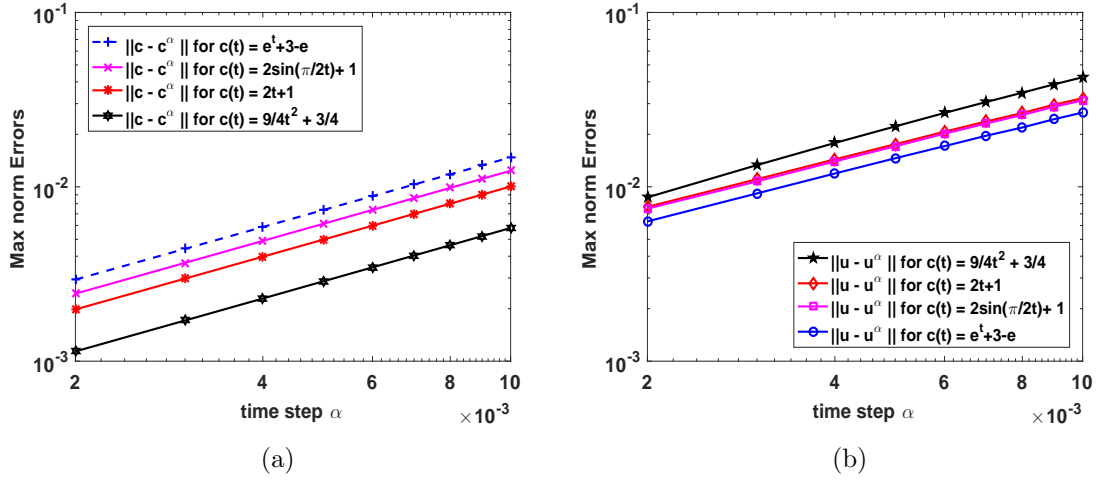 10^-1
10^-2
10^-3
Max norm Errors
||c - c^α || for c(t) = e^t+3-e
||c - c^α || for c(t) = 2sin(π/2t)+ 1
||c - c^α || for c(t) = 2t+1
||c - c^α || for c(t) = 9/4t^2 + 3/4
2 4 6 8 10
time step α
×10^-3
(a)
10^-1
10^-2
10^-3
Max norm Errors
||u - u^α || for c(t) = 9/4t^2 + 3/4
||u - u^α || for c(t) = 2t+1
||u - u^α || for c(t) = 2sin(π/2t)+ 1
||u - u^α || for c(t) = e^t+3-e
2 4 6 8 10
time step α
×10^-3
(b)